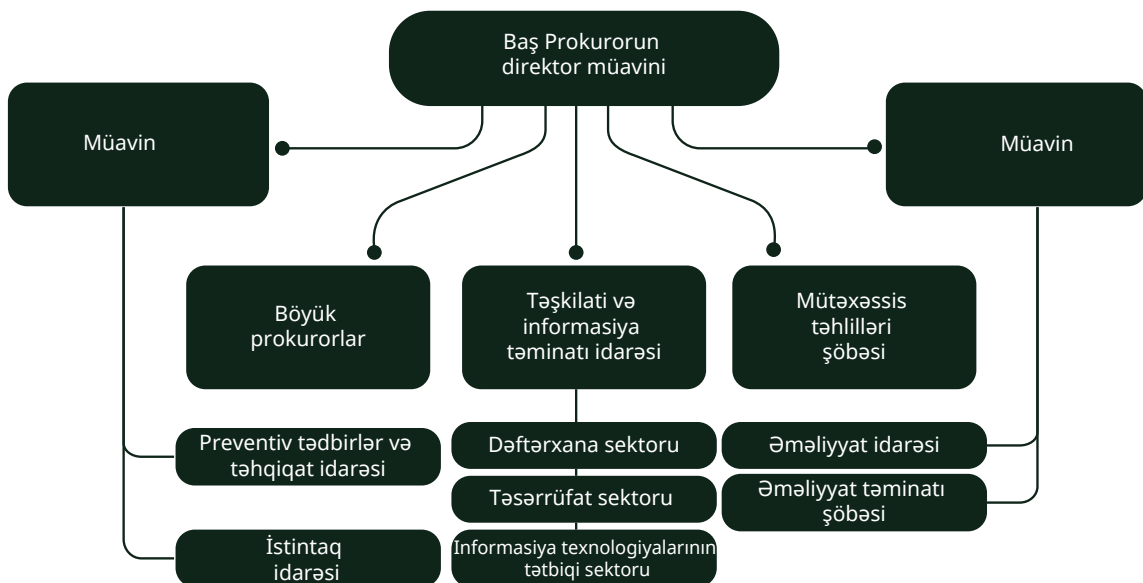 Baş Prokurorun
direktor müavini
Müavin
Müavin
Böyük
prokurorlar
Təşkilati və
informasiya
təminatı idarəsi
Mütəxəssis
təhlilləri
şöbəsi
Preventiv tədbirlər və
təhqiqat idarəsi
Dəftərxana sektoru
Əməliyyat idarəsi
Təsərrüfat sektoru
Əməliyyat təminatı
şöbəsi
İstintaq
idarəsi
Informasiya texnologiyalarının
tətbiqi sektoru